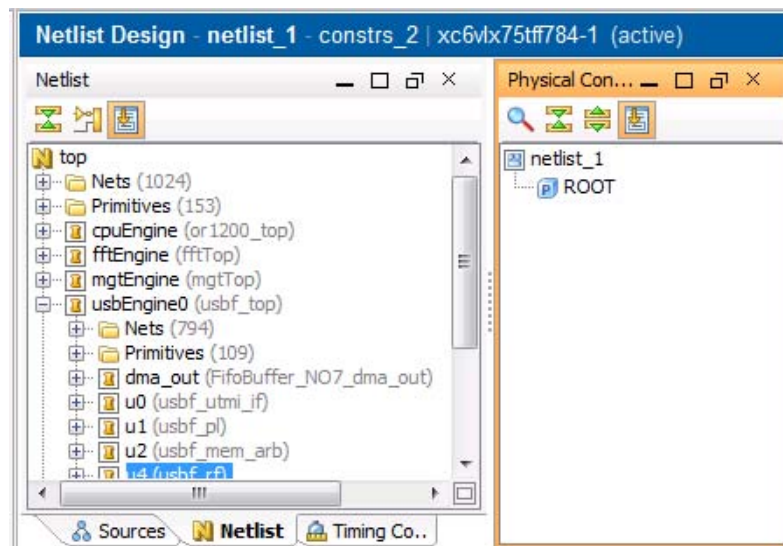 Netlist Design - netlist_1 - constrs_2 | xc6vlx75tff784-1 (active)
Netlist
top
Nets (1024)
Primitives (153)
cpuEngine (or1200_top)
fftEngine (fftTop)
mgtEngine (mgtTop)
usbEngine0 (usbf_top)
Nets (794)
Primitives (109)
dma_out (FifoBuffer_NO7_dma_out)
u0 (usbf_utmi_if)
u1 (usbf_pl)
u2 (usbf_mem_arb)
u4 (usbf_rf)
Sources
Netlist
Timing Co..
Physical Con...
netlist_1
ROOT